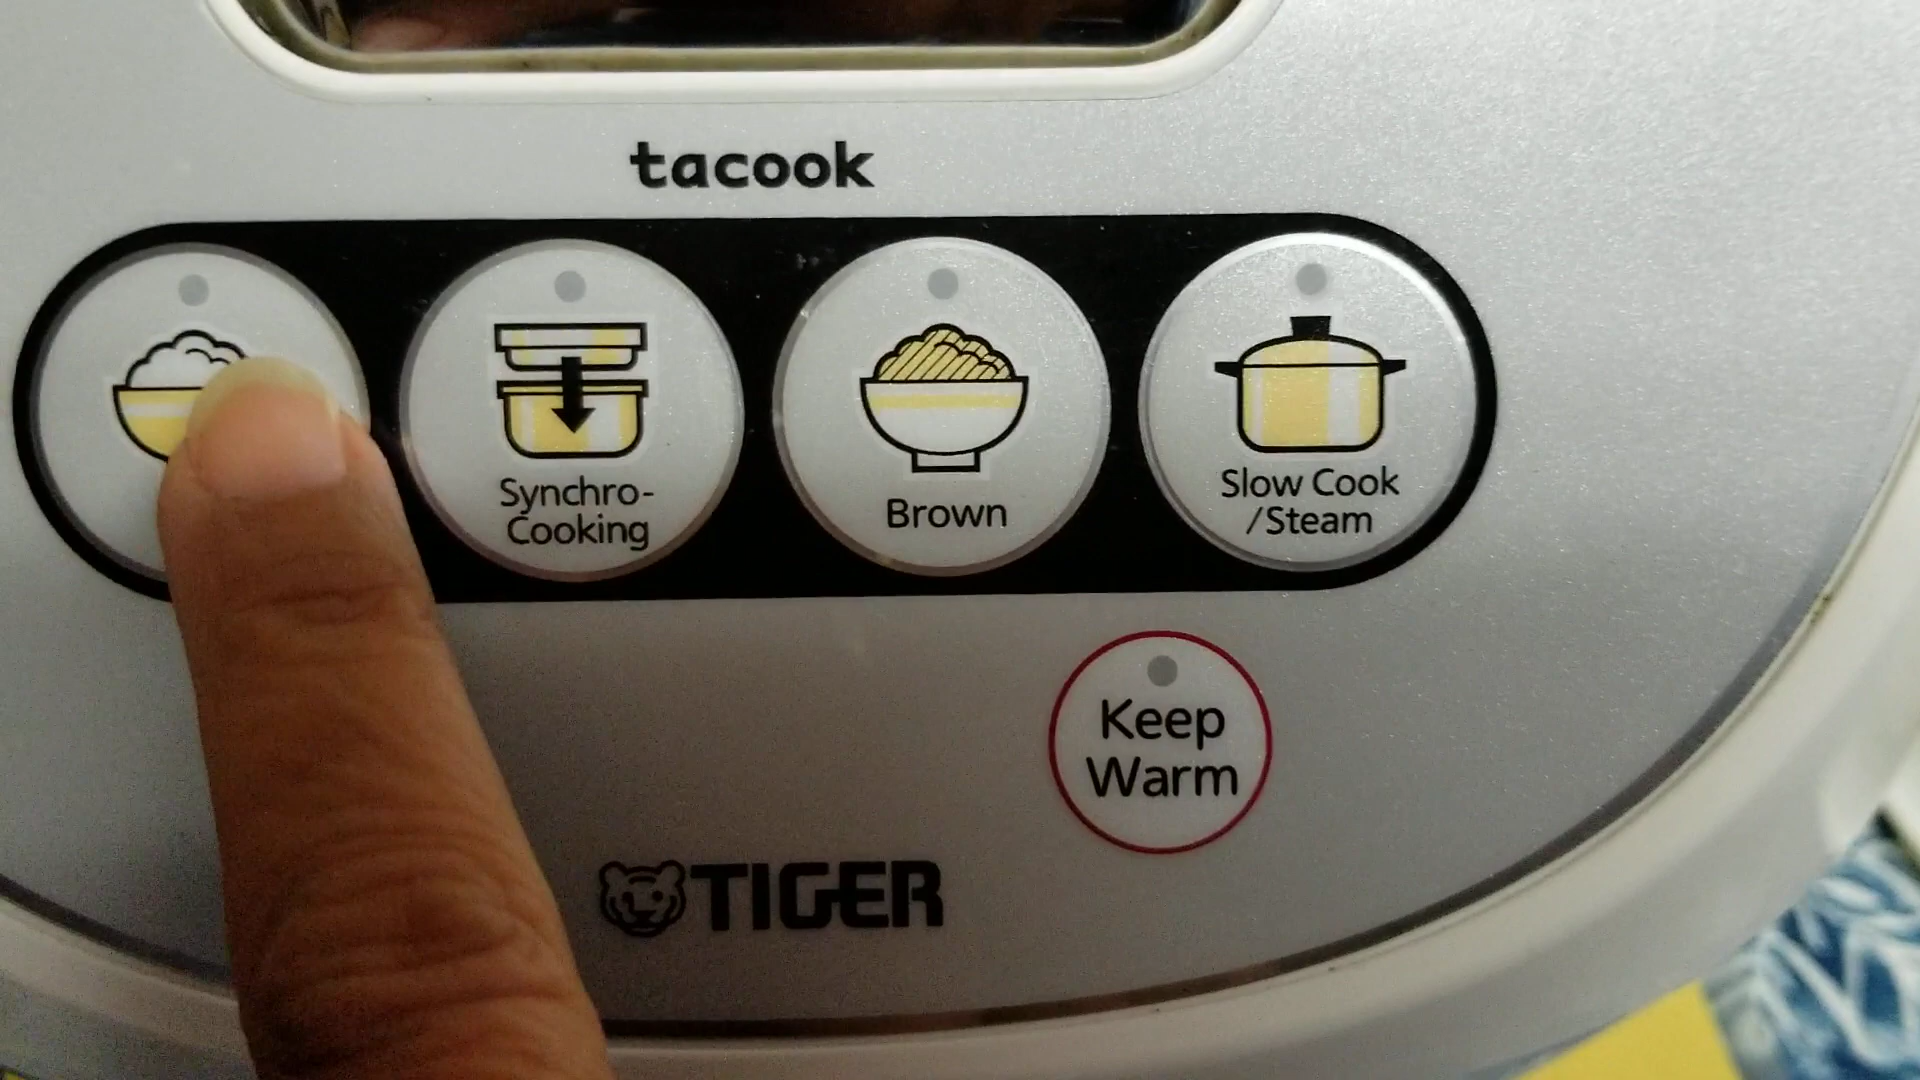 tacook
Synchro-
Cooking
Brown
Slow Cook
/Steam
Keep
Warm
TIGER